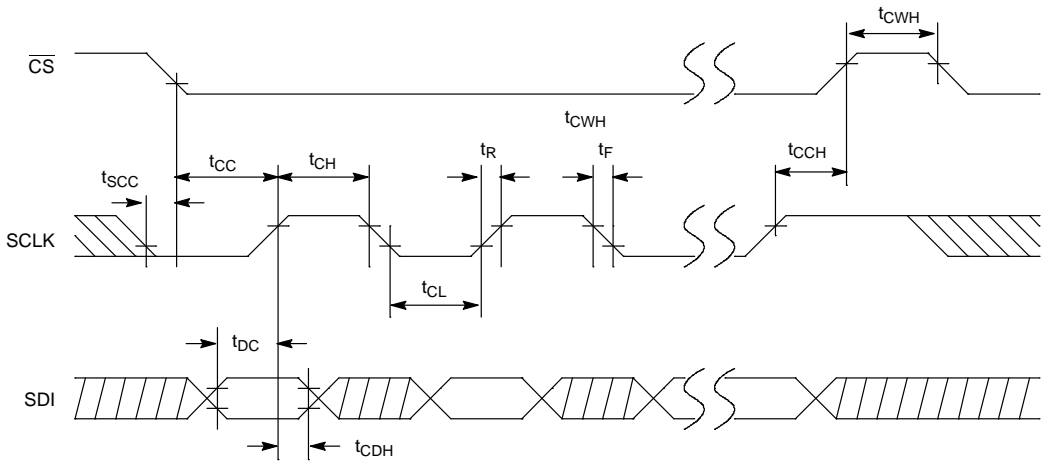 tCWH
CS
tCWH
tCC
tCH
tR
tF
tCCH
tSCC
SCLK
tCL
tDC
SDI
tCDH